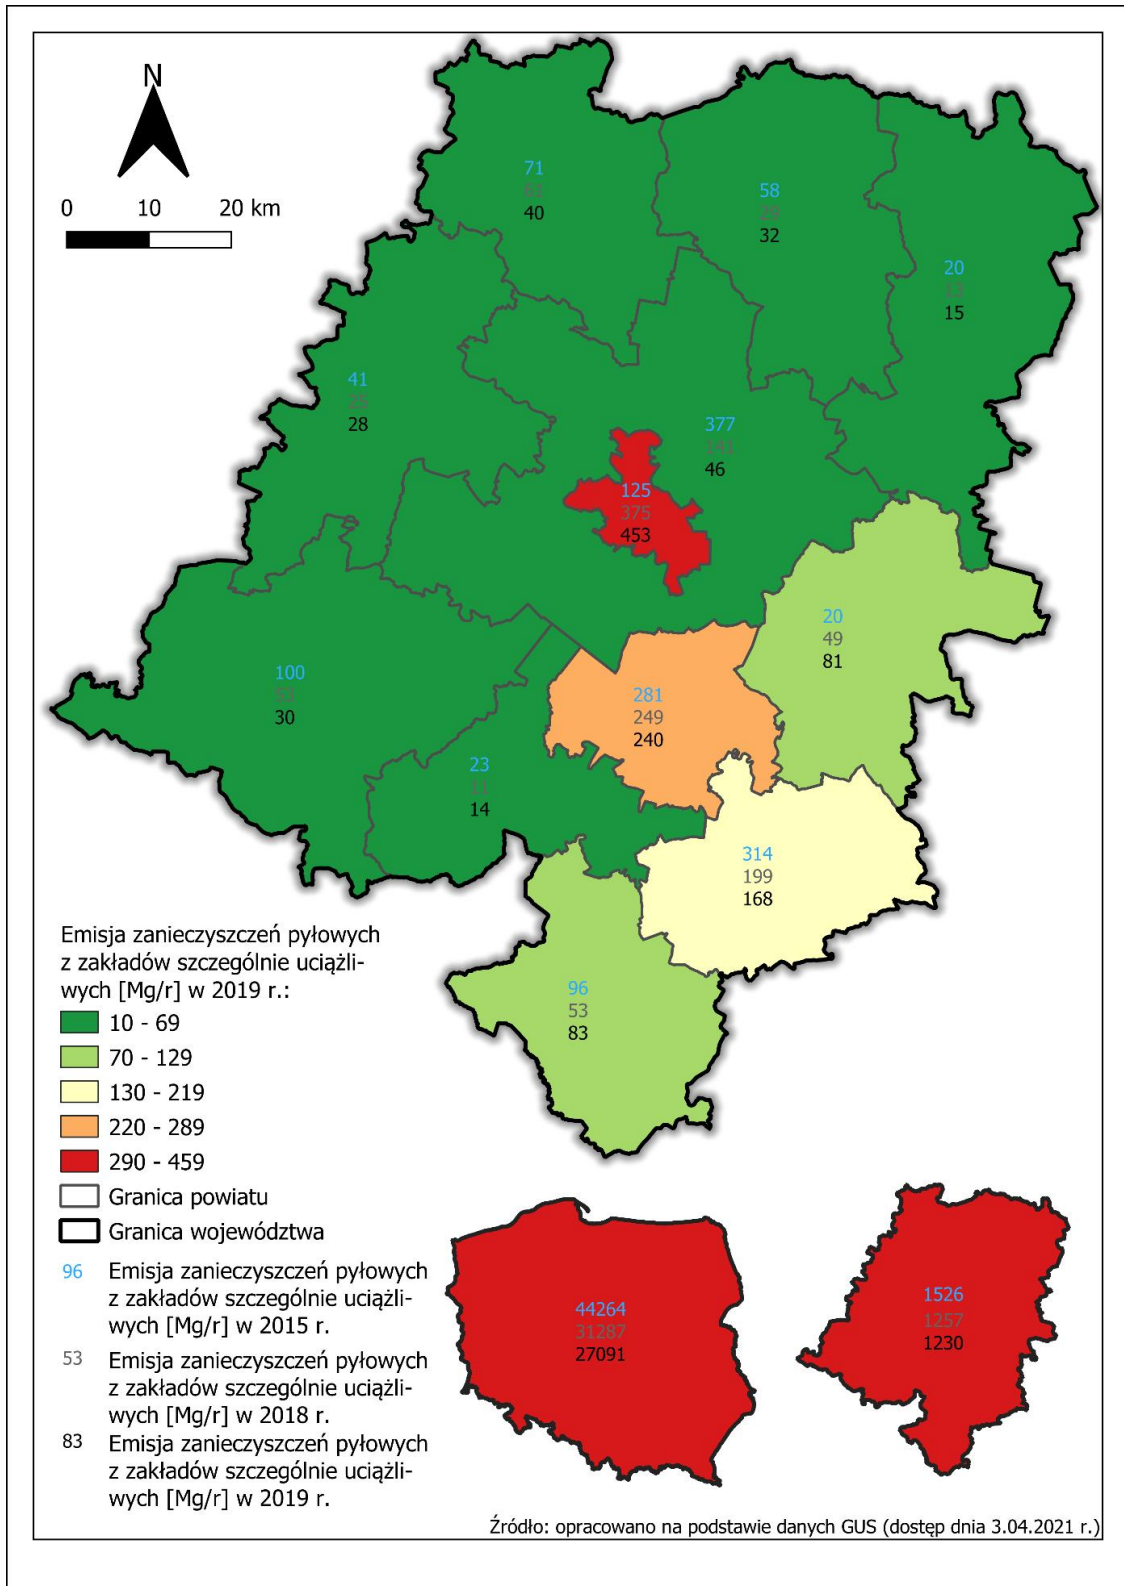 N
0 10 20 km
71
61
40
58
32
20
13
15
41
25
28
377
141
46
125
375
453
20
49
81
100
30
281
249
240
23
11
14
314
199
168
96
53
83
Emisja zanieczyszczeń pyłowych
z zakładów szczególnie uciążli-
wych [Mg/r] w 2019 r.:
10 - 69
70 - 129
130 - 219
220 - 289
290 - 459
Granica powiatu
Granica województwa
96 Emisja zanieczyszczeń pyłowych
z zakładów szczególnie uciążli-
wych [Mg/r] w 2015 r.
53 Emisja zanieczyszczeń pyłowych
z zakładów szczególnie uciążli-
wych [Mg/r] w 2018 r.
83 Emisja zanieczyszczeń pyłowych
z zakładów szczególnie uciążli-
wych [Mg/r] w 2019 r.
44264
31287
27091
1526
1257
1230
Źródło: opracowano na podstawie danych GUS (dostęp dnia 3.04.2021 r.)